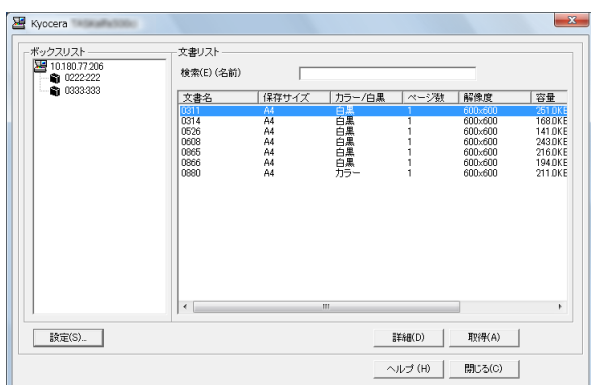 Kyocera
ボックスリスト
10.180.77.206
0222:222
0333:333
文書リスト
検索(E) (名前)
文書名 保存サイズ カラー/白黒 ページ数 解像度 容量
0311 A4 白黒 1 600x600 251.0KE
0314 A4 白黒 1 600x600 168.0KE
0526 A4 白黒 1 600x600 141.0KE
0608 A4 白黒 1 600x600 243.0KE
0865 A4 白黒 1 600x600 216.0KE
0866 A4 白黒 1 600x600 194.0KE
0880 A4 カラー 1 600x600 211.0KE
設定(S)...
詳細(D) 取得(A)
ヘルプ (H) 閉じる(C)